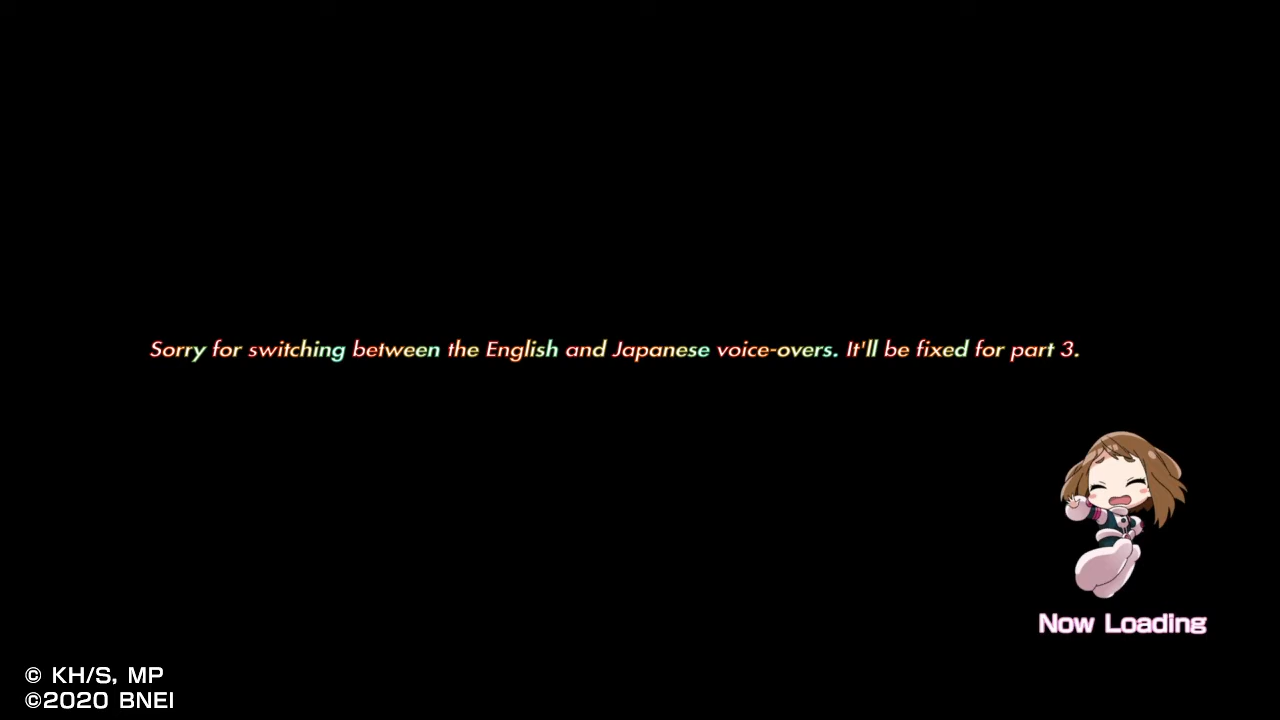 Sorry for switching between the English and Japanese voice-overs. It'll be fixed for part 3.
Now Loading
© KH/S, MP
©2020 BNEI